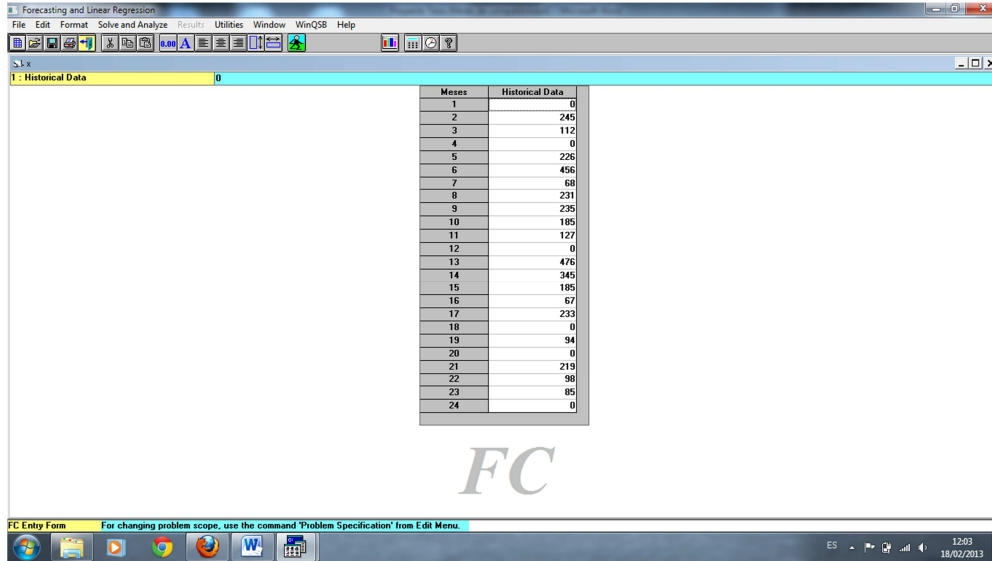 Forecasting and Linear Regression
File Edit Format Solve and Analyze Results Utilities Window WinQSB Help
0.00 A
x
1 : Historical Data 0
Meses Historical Data
1 0
2 245
3 112
4 0
5 226
6 456
7 68
8 231
9 235
10 185
11 127
12 0
13 476
14 345
15 185
16 67
17 233
18 0
19 94
20 0
21 219
22 98
23 85
24 0
FC
FC Entry Form For changing problem scope, use the command 'Problem Specification' from Edit Menu.
W
ES 12:03
18/02/2013